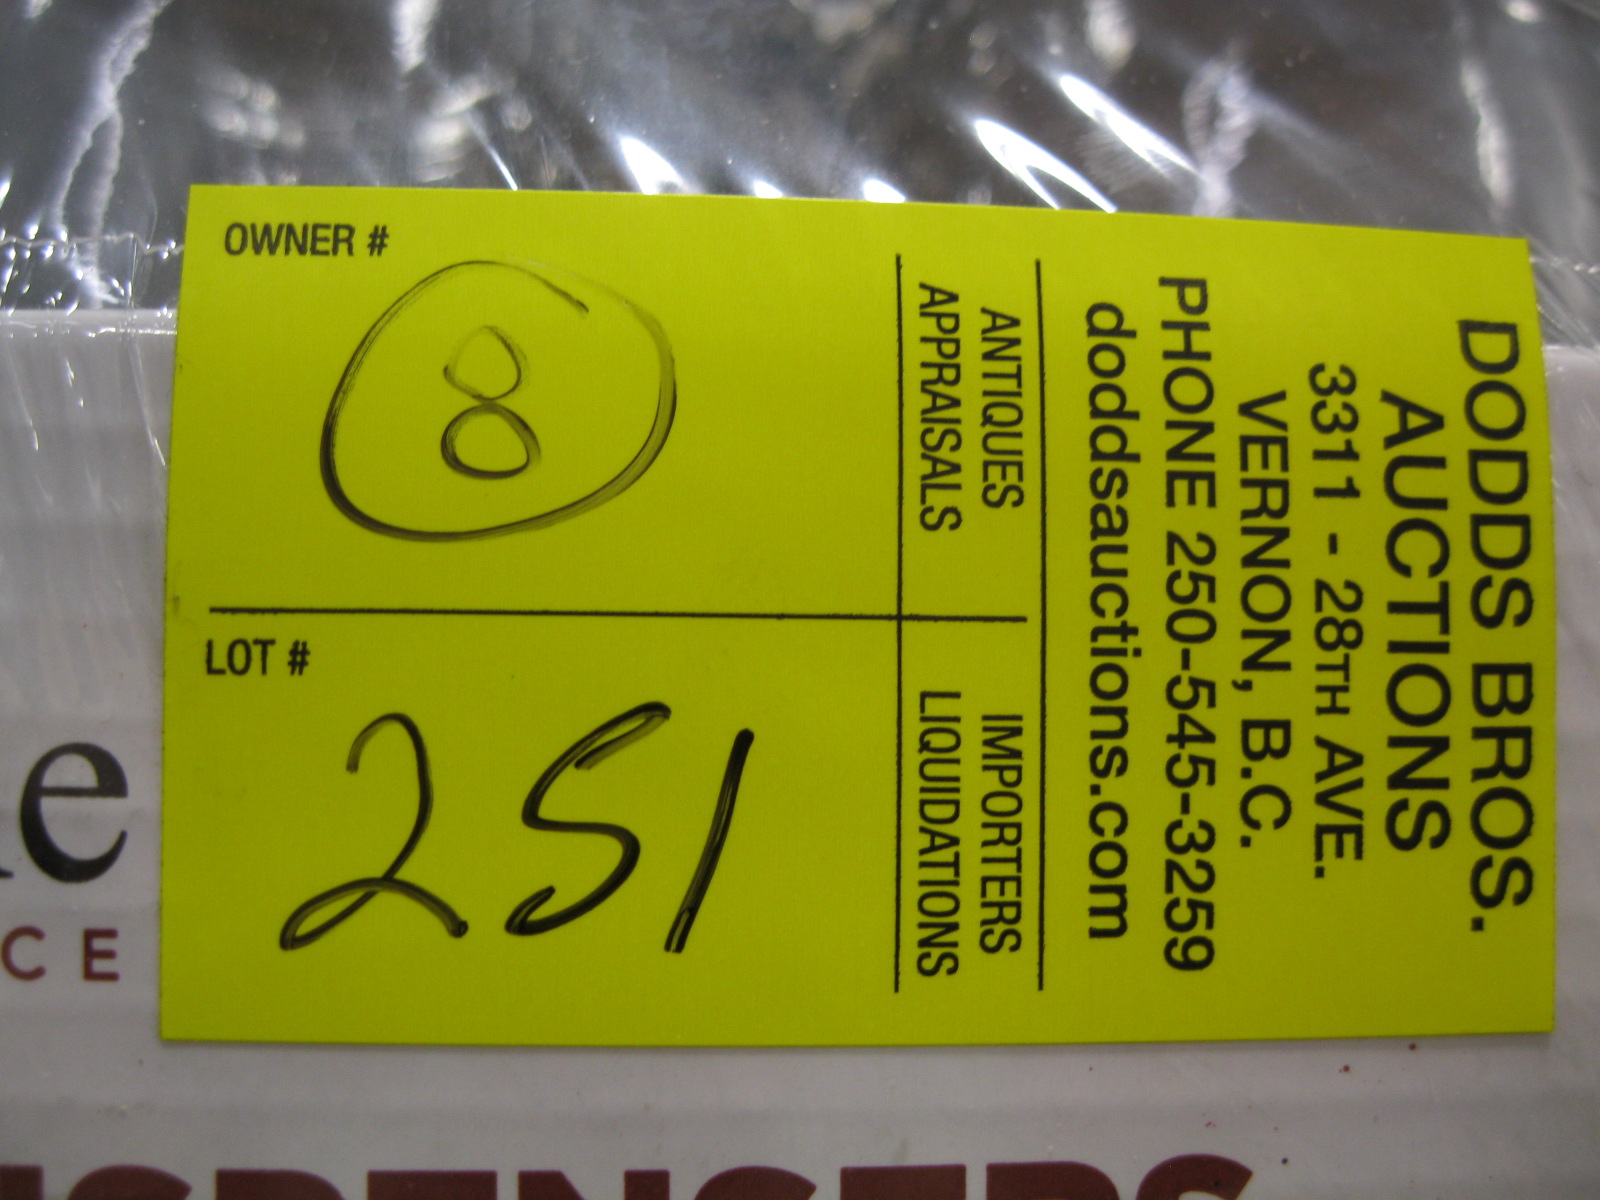 OWNER #
8
LOT #
251
DODDS BROS.
AUCTIONS
3311 - 28TH AVE.
VERNON, B.C.
PHONE 250-545-3259
doddsauctions.com
ANTIQUES
APPRAISALS
IMPORTERS
LIQUIDATIONS
e
CE